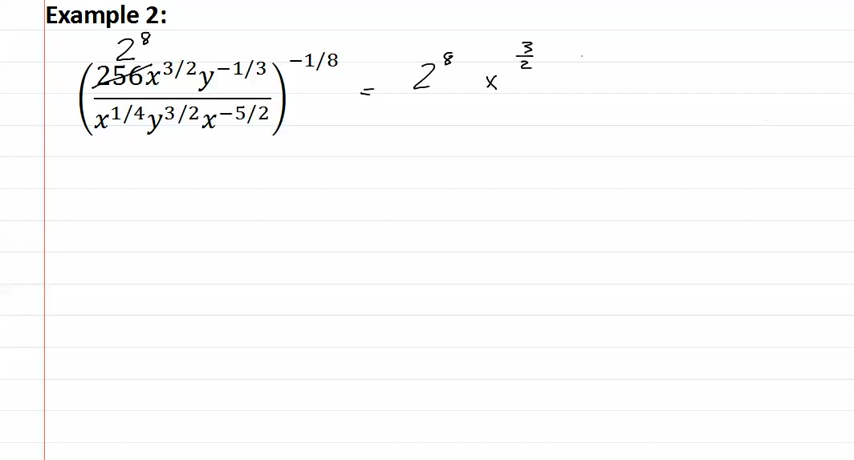 Example 2:
2^8
(256x^{3/2}y^{-1/3} / x^{1/4}y^{3/2}x^{-5/2})^{-1/8} = 2^8 x^{3/2}